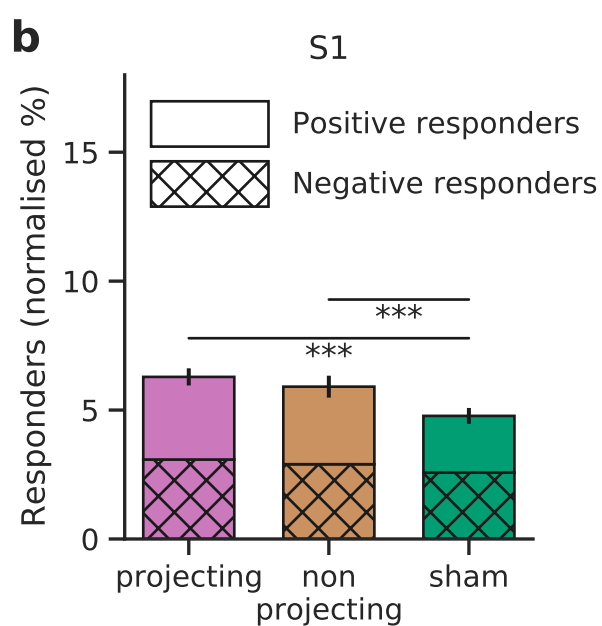 b
S1
Responders (normalised %)
Positive responders
Negative responders
15
10
5
0
***
***
projecting
non
projecting
sham